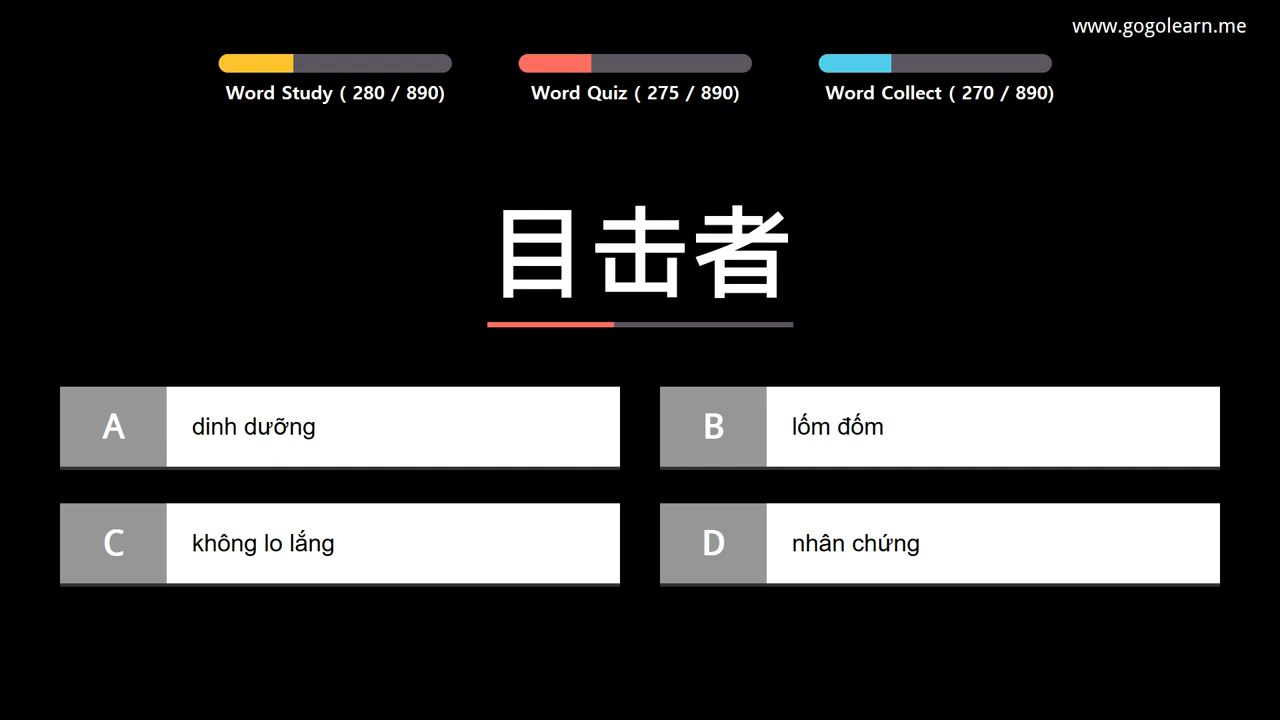 www.gogolearn.me
Word Study ( 280 / 890)
Word Quiz ( 275 / 890)
Word Collect ( 270 / 890)
目击者
A
dinh dưỡng
B
lốm đốm
C
không lo lắng
D
nhân chứng